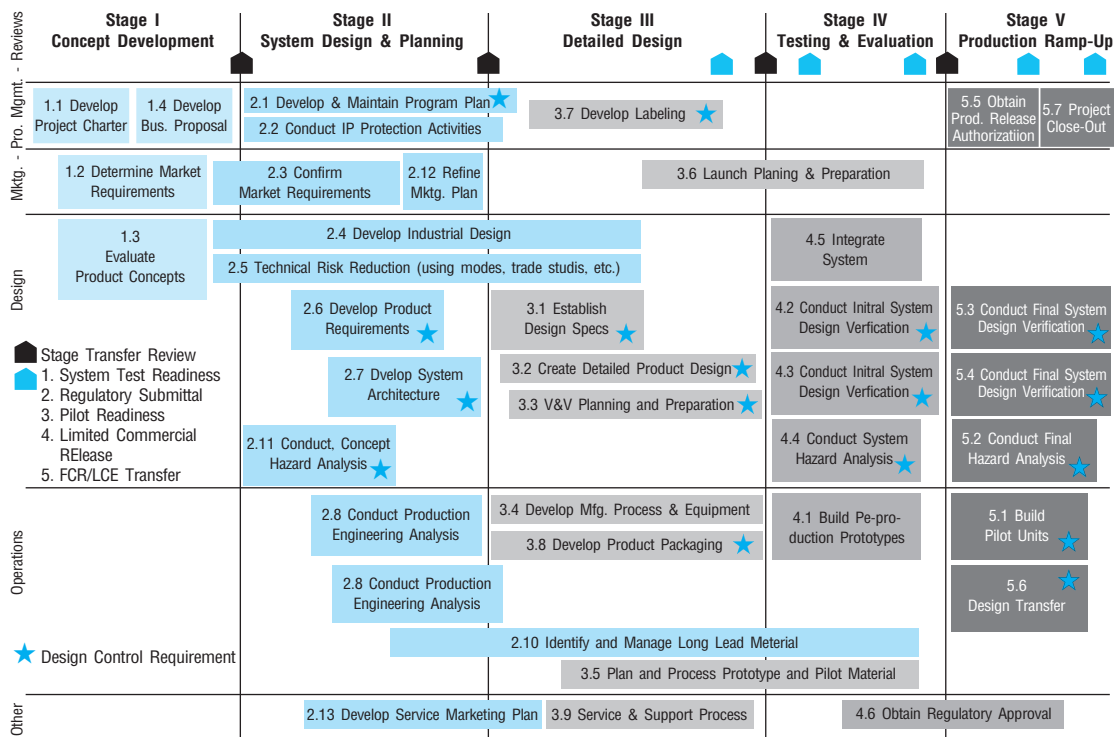 Stage I
Concept Development
Stage II
System Design & Planning
Stage III
Detailed Design
Stage IV
Testing & Evaluation
Stage V
Production Ramp-Up
Mktg. - Pro. Mgmt. - Reviews
1.1 Develop
Project Charter
1.4 Develop
Bus. Proposal
2.1 Develop & Maintain Program Plan
2.2 Conduct IP Protection Activities
3.7 Develop Labeling
5.5 Obtain
Prod. Release
Authorizatiion
5.7 Project
Close-Out
1.2 Determine Market
Requirements
2.3 Confirm
Market Requirements
2.12 Refine
Mktg. Plan
3.6 Launch Planing & Preparation
Design
1.3
Evaluate
Product Concepts
2.4 Develop Industrial Design
2.5 Technical Risk Reduction (using modes, trade studis, etc.)
4.5 Integrate
System
2.6 Develop Product
Requirements
3.1 Establish
Design Specs
4.2 Conduct Initral System
Design Verfication
5.3 Conduct Final System
Design Verification
Stage Transfer Review
1. System Test Readiness
2. Regulatory Submittal
3. Pilot Readiness
4. Limited Commercial
RElease
5. FCR/LCE Transfer
2.7 Dvelop System
Architecture
3.2 Create Detailed Product Design
3.3 V&V Planning and Preparation
4.3 Conduct Initral System
Design Verfication
5.4 Conduct Final System
Design Verification
2.11 Conduct, Concept
Hazard Analysis
4.4 Conduct System
Hazard Analysis
5.2 Conduct Final
Hazard Analysis
Operations
2.8 Conduct Production
Engineering Analysis
3.4 Develop Mfg. Process & Equipment
3.8 Develop Product Packaging
4.1 Build Pe-pro-
duction Prototypes
5.1 Build
Pilot Units
2.8 Conduct Production
Engineering Analysis
5.6
Design Transfer
2.10 Identify and Manage Long Lead Meterial
Design Control Requirement
3.5 Plan and Process Prototype and Pilot Material
Other
2.13 Develop Service Marketing Plan
3.9 Service & Support Process
4.6 Obtain Regulatory Approval